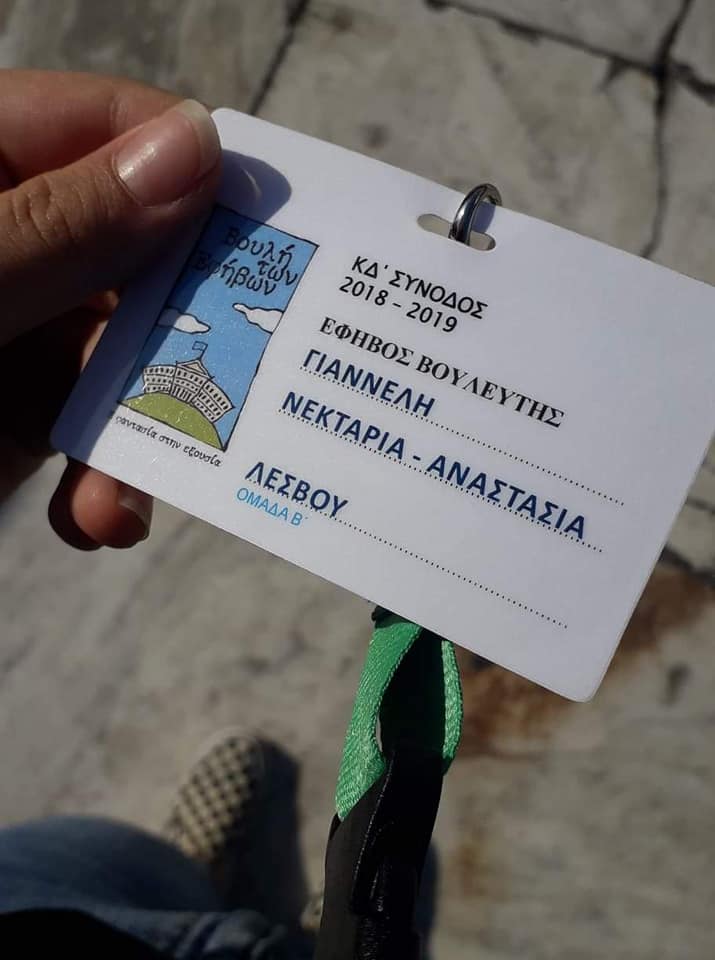 Βουλή
των
Εφήβων
φαντασία στην εξουσία
ΚΔ΄ ΣΥΝΟΔΟΣ
2018 - 2019
ΕΦΗΒΟΣ ΒΟΥΛΕΥΤΗΣ
ΓΙΑΝΝΕΛΗ
ΝΕΚΤΑΡΙΑ - ΑΝΑΣΤΑΣΙΑ
ΛΕΣΒΟΥ
ΟΜΑΔΑ Β΄